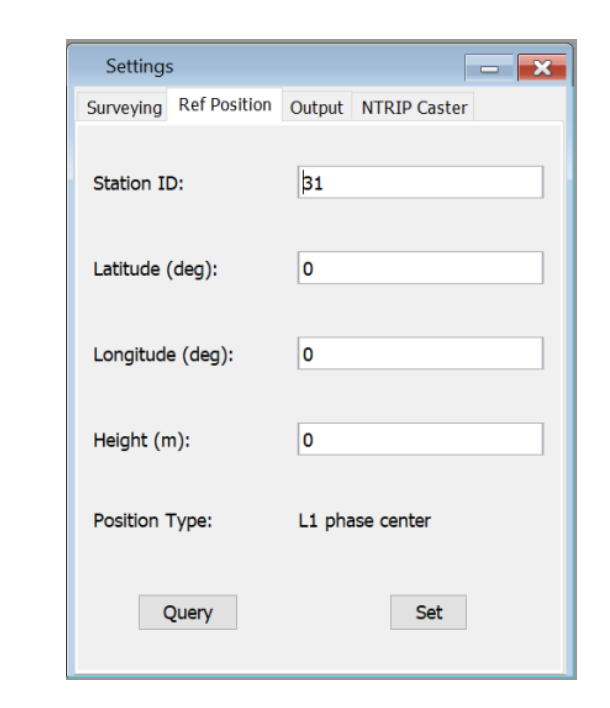 Settings
Surveying Ref Position Output NTRIP Caster
Station ID: 31
Latitude (deg): 0
Longitude (deg): 0
Height (m): 0
Position Type: L1 phase center
Query Set